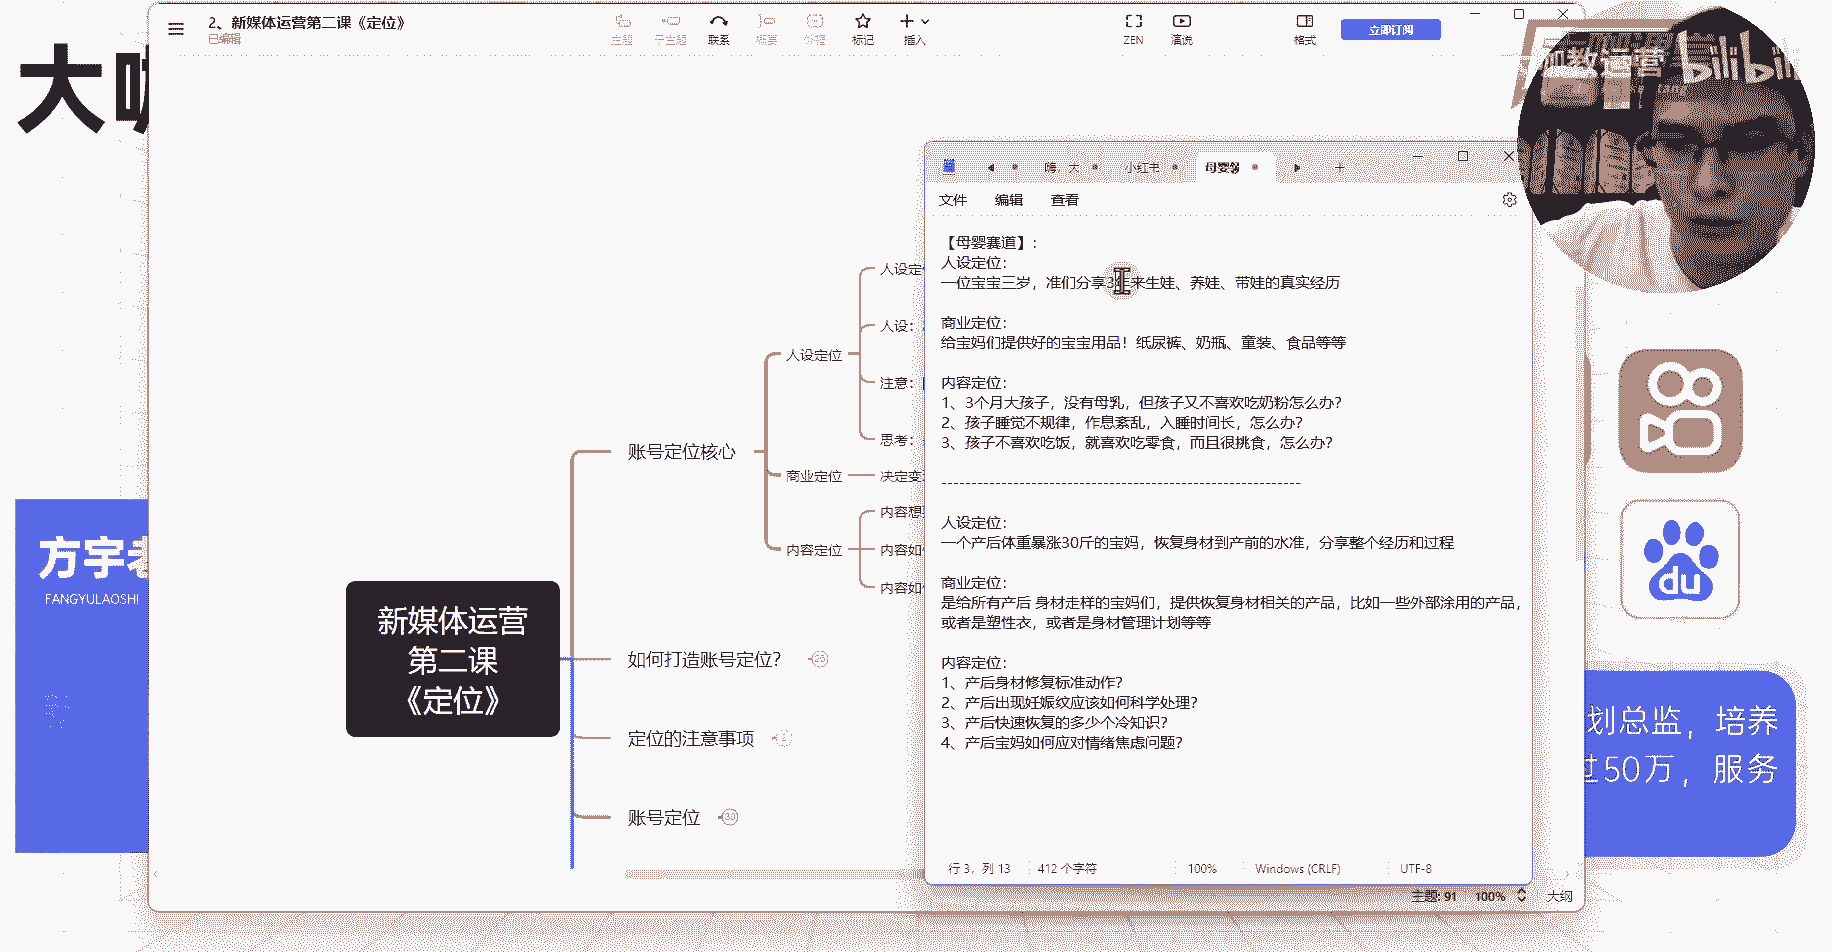 2、新媒体运营第二课《定位》
已编辑
主题
子主题
联系
概要
外框
标记
插入
ZEN
演说
格式
立即订阅
bilibili
大
方宇老
FANGYULAOSHI
新媒体运营
第二课
《定位》
账号定位核心
如何打造账号定位?
定位的注意事项
账号定位
人设定位
商业定位
内容定位
人设定
人设:
注意:
思考:
决定变
内容想
内容如
内容如
嗨,大
小红书
文件
编辑
查看
【母婴赛道】:
人设定位:
一位宝宝三岁,准们分享3 来生娃、养娃、带娃的真实经历
商业定位:
给宝妈们提供好的宝宝用品!纸尿裤、奶瓶、童装、食品等等
内容定位:
1、3个月大孩子,没有母乳,但孩子又不喜欢吃奶粉怎么办?
2、孩子睡觉不规律,作息紊乱,入睡时间长,怎么办?
3、孩子不喜欢吃饭,就喜欢吃零食,而且很挑食,怎么办?
------------------------------------------------------------
人设定位:
一个产后体重暴涨30斤的宝妈,恢复身材到产前的水准,分享整个经历和过程
商业定位:
是给所有产后 身材走样的宝妈们,提供恢复身材相关的产品,比如一些外部涂用的产品,
或者是塑性衣,或者是身材管理计划等等
内容定位:
1、产后身材修复标准动作?
2、产后出现妊娠纹应该如何科学处理?
3、产后快速恢复的多少个冷知识?
4、产后宝妈如何应对情绪焦虑问题?
行 3,列 13
412 个字符
100%
Windows (CRLF)
UTF-8
主题: 91
100%
大纲
du
划总监,培养
过50万,服务